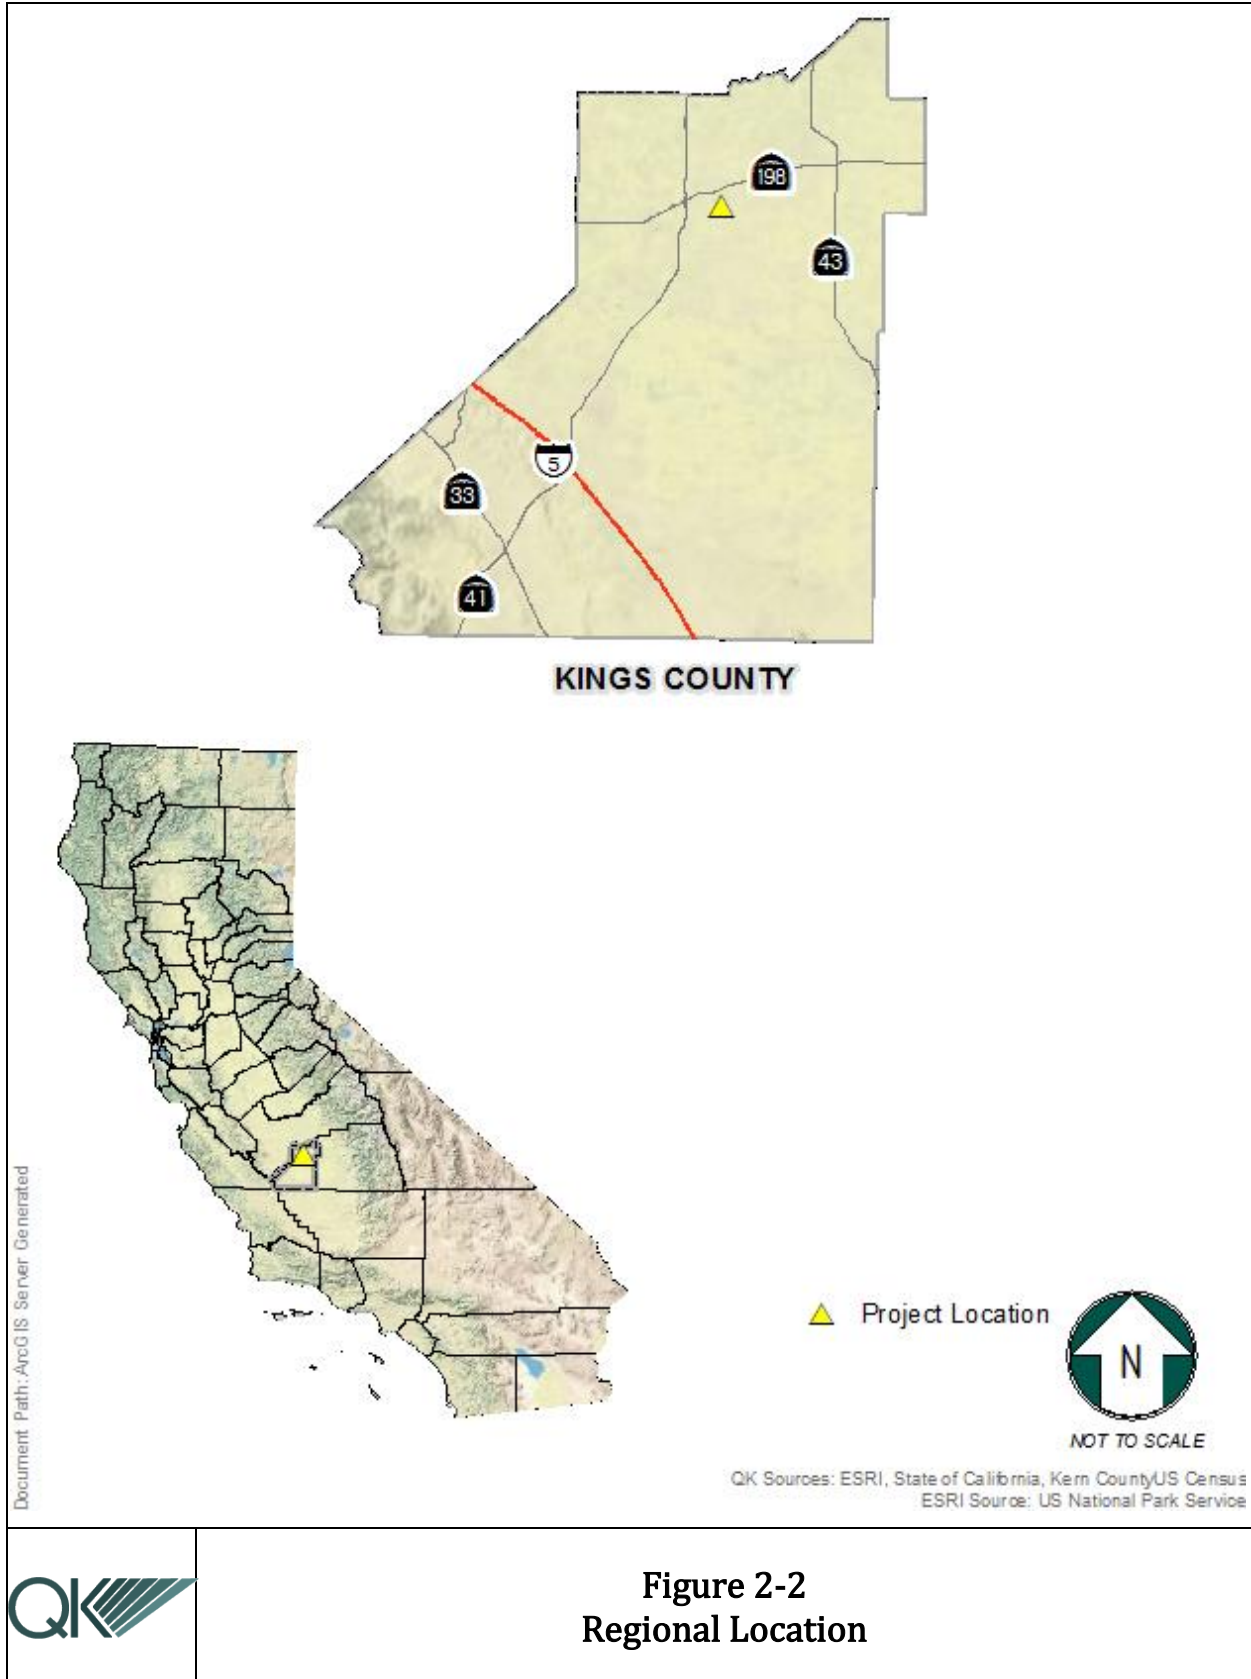 198
43
5
33
41
KINGS COUNTY
Document Path: ArcGIS Server Generated
Project Location
N
NOT TO SCALE
QK Sources: ESRI, State of California, Kern CountyUS Census
ESRI Source: US National Park Service
QK
Figure 2-2
Regional Location